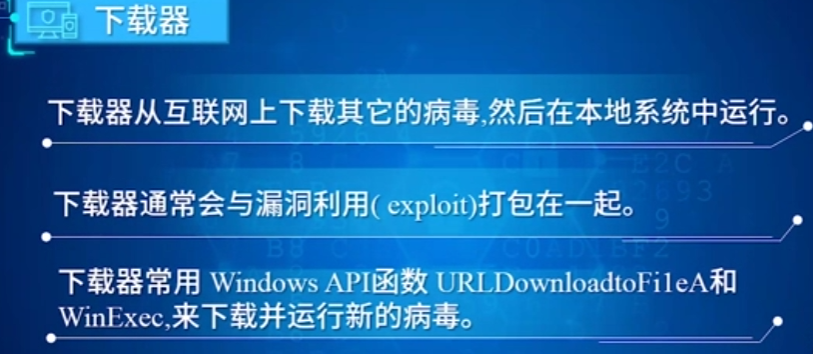 下载器
下载器从互联网上下载其它的病毒,然后在本地系统中运行。
下载器通常会与漏洞利用( exploit)打包在一起。
下载器常用 Windows API函数 URLDownloadtoFi1eA和
WinExec,来下载并运行新的病毒。